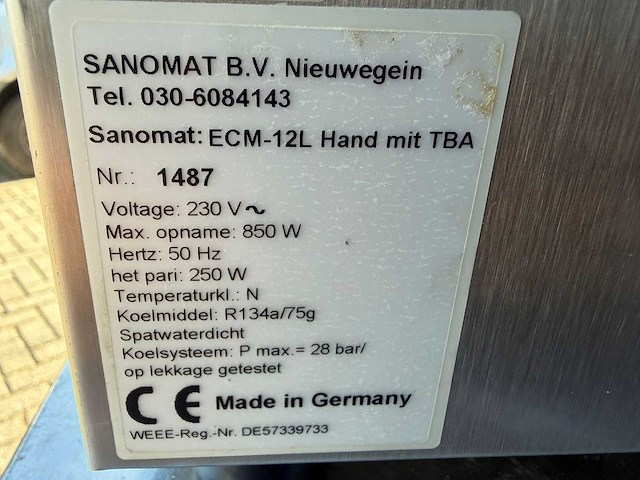 SANOMAT B.V. Nieuwegein
Tel. 030-6084143
Sanomat: ECM-12L Hand mit TBA
Nr.: 1487
Voltage: 230 V~
Max. opname: 850 W
Hertz: 50 Hz
het pari: 250 W
Temperaturkl.: N
Koelmiddel: R134a/75g
Spatwaterdicht
Koelsysteem: P max.= 28 bar/
op lekkage getestet
CE Made in Germany
WEEE-Reg.-Nr. DE57339733